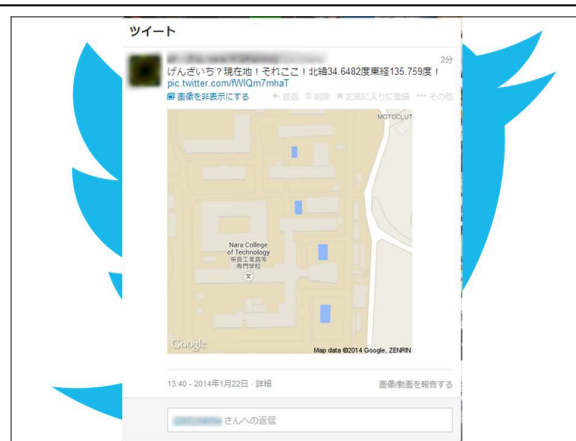 ツイート
2分
げんざいち？現在地！それここ！北緯34.6482度東経135.759度！
pic.twitter.com/fWIQm7mhaT
画像を非表示にする 返信 削除 お気に入りに登録 その他
MOTOCLUT
Nara College
of Technology
奈良工業高等
専門学校
文
Google
Map data ©2014 Google, ZENRIN
13:40 - 2014年1月22日 · 詳細 画像/動画を報告する
さんへの返信